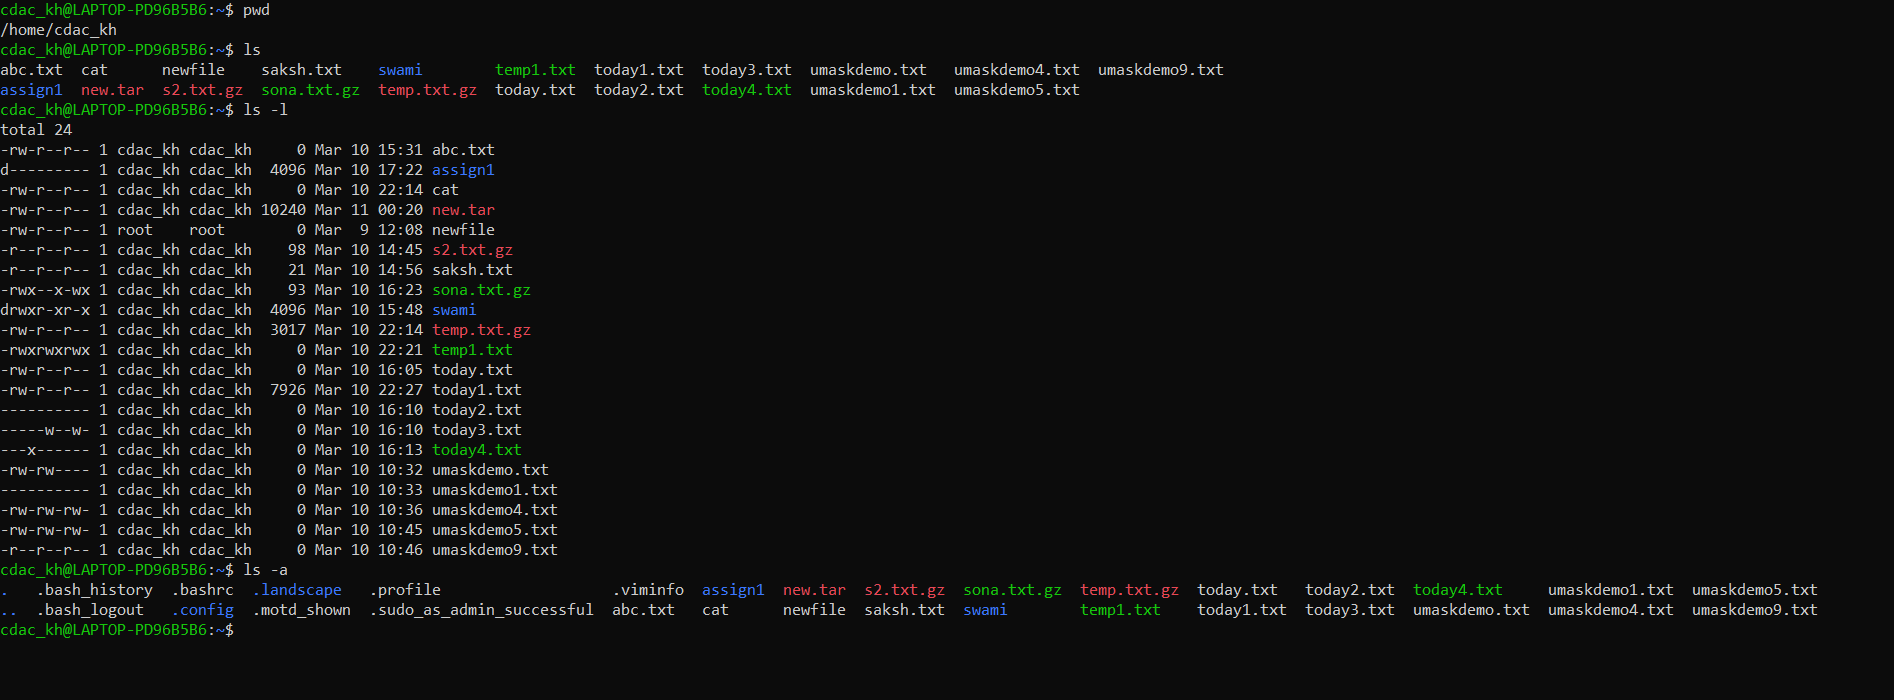 cdac_kh@LAPTOP-PD96B5B6:~$ pwd
/home/cdac_kh
cdac_kh@LAPTOP-PD96B5B6:~$ ls
abc.txt  cat      newfile    saksh.txt    swami        temp1.txt  today1.txt  today3.txt  umaskdemo.txt   umaskdemo4.txt  umaskdemo9.txt
assign1  new.tar  s2.txt.gz  sona.txt.gz  temp.txt.gz  today.txt  today2.txt  today4.txt  umaskdemo1.txt  umaskdemo5.txt
cdac_kh@LAPTOP-PD96B5B6:~$ ls -l
total 24
-rw-r--r-- 1 cdac_kh cdac_kh     0 Mar 10 15:31 abc.txt
d--------- 1 cdac_kh cdac_kh  4096 Mar 10 17:22 assign1
-rw-r--r-- 1 cdac_kh cdac_kh     0 Mar 10 22:14 cat
-rw-r--r-- 1 cdac_kh cdac_kh 10240 Mar 11 00:20 new.tar
-rw-r--r-- 1 root    root        0 Mar  9 12:08 newfile
-r--r--r-- 1 cdac_kh cdac_kh    98 Mar 10 14:45 s2.txt.gz
-r--r--r-- 1 cdac_kh cdac_kh    21 Mar 10 14:56 saksh.txt
-rwx--x-wx 1 cdac_kh cdac_kh    93 Mar 10 16:23 sona.txt.gz
drwxr-xr-x 1 cdac_kh cdac_kh  4096 Mar 10 15:48 swami
-rw-r--r-- 1 cdac_kh cdac_kh  3017 Mar 10 22:14 temp.txt.gz
-rwxrwxrwx 1 cdac_kh cdac_kh     0 Mar 10 22:21 temp1.txt
-rw-r--r-- 1 cdac_kh cdac_kh     0 Mar 10 16:05 today.txt
-rw-r--r-- 1 cdac_kh cdac_kh  7926 Mar 10 22:27 today1.txt
---------- 1 cdac_kh cdac_kh     0 Mar 10 16:10 today2.txt
-----w--w- 1 cdac_kh cdac_kh     0 Mar 10 16:10 today3.txt
---x------ 1 cdac_kh cdac_kh     0 Mar 10 16:13 today4.txt
-rw-rw---- 1 cdac_kh cdac_kh     0 Mar 10 10:32 umaskdemo.txt
---------- 1 cdac_kh cdac_kh     0 Mar 10 10:33 umaskdemo1.txt
-rw-rw-rw- 1 cdac_kh cdac_kh     0 Mar 10 10:36 umaskdemo4.txt
-rw-rw-rw- 1 cdac_kh cdac_kh     0 Mar 10 10:45 umaskdemo5.txt
-r--r--r-- 1 cdac_kh cdac_kh     0 Mar 10 10:46 umaskdemo9.txt
cdac_kh@LAPTOP-PD96B5B6:~$ ls -a
.   .bash_history  .bashrc  .landscape   .profile                   .viminfo  assign1  new.tar  s2.txt.gz  sona.txt.gz  temp.txt.gz  today.txt   today2.txt  today4.txt     umaskdemo1.txt  umaskdemo5.txt
..  .bash_logout   .config  .motd_shown  .sudo_as_admin_successful  abc.txt   cat      newfile  saksh.txt  swami        temp1.txt    today1.txt  today3.txt  umaskdemo.txt  umaskdemo4.txt  umaskdemo9.txt
cdac_kh@LAPTOP-PD96B5B6:~$